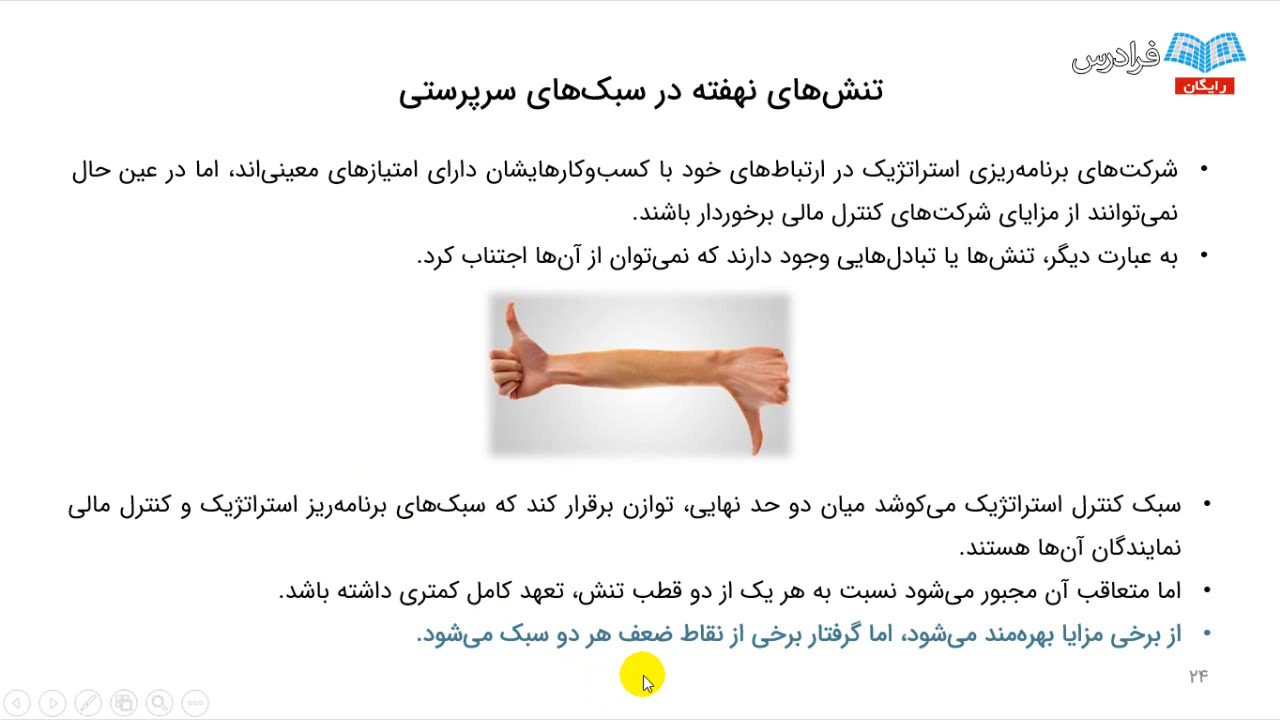 فرادرس
رایگان
تنش‌های نهفته در سبک‌های سرپرستی
• شرکت‌های برنامه‌ریزی استراتژیک در ارتباط‌های خود با کسب‌وکارهایشان دارای امتیازهای معینی‌اند، اما در عین حال
نمی‌توانند از مزایای شرکت‌های کنترل مالی برخوردار باشند.
• به عبارت دیگر، تنش‌ها یا تبادل‌هایی وجود دارند که نمی‌توان از آن‌ها اجتناب کرد.
• سبک کنترل استراتژیک می‌کوشد میان دو حد نهایی، توازن برقرار کند که سبک‌های برنامه‌ریز استراتژیک و کنترل مالی
نمایندگان آن‌ها هستند.
• اما متعاقب آن مجبور می‌شود نسبت به هر یک از دو قطب تنش، تعهد کامل کمتری داشته باشد.
• از برخی مزایا بهره‌مند می‌شود، اما گرفتار برخی از نقاط ضعف هر دو سبک می‌شود.
۲۴